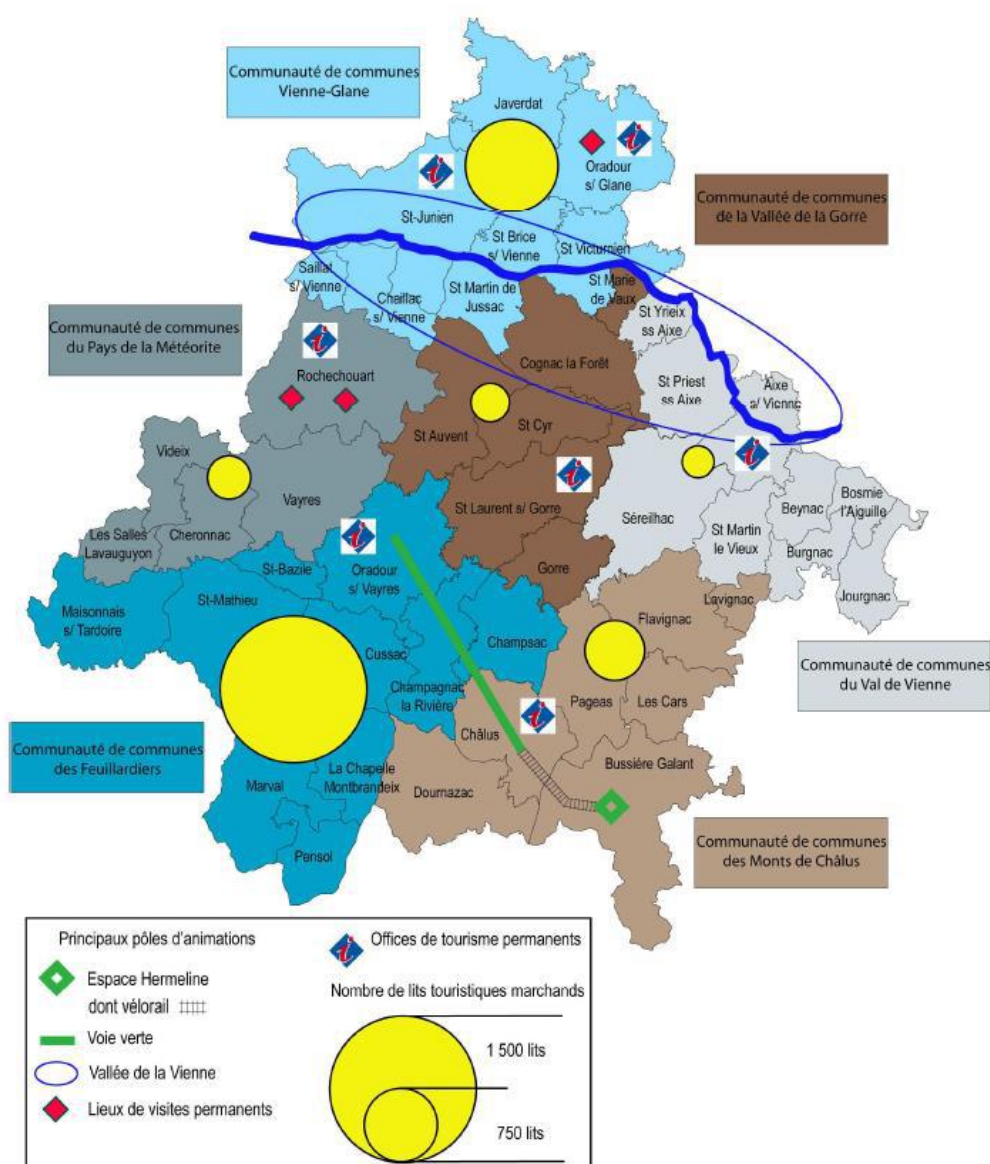 Communauté de communes
Vienne-Glane
Javerdat
Oradour
s/ Glane
Communauté de communes
de la Vallée de la Gorre
St-Junien
St Brice
s/ Vienne
St Victurnien
Saillat
s/ Vienne
Chaillac
s/ Vienne
St Martin de
Jussac
St Marie
de Vaux
St Yrieix
ss Aixe
Communauté de communes
du Pays de la Météorite
Rochechouart
Cognac la Forêt
St Priest
ss Aixe
Aixe
s/ Vienne
St Auvent
St Cyr
Videix
Vayres
Cheronnac
Les Salles
Lavauguyon
St Laurent s/ Gorre
Séreilhac
St Martin
le Vieux
Beynac
Bosmie
l'Aiguille
Burgnac
Jourgnac
St-Bazile
Oradour
s/ Vayres
Gorre
Maisonnais
s/ Tardoire
St-Mathieu
Cussac
Champsac
Champagnac
la Rivière
Flavignac
Lavignac
Pageas
Les Cars
Communauté de communes
du Val de Vienne
Communauté de communes
des Feuillardiers
Châlus
Bussiére Galant
Marval
La Chapelle
Montbrandeix
Dournazac
Pensol
Communauté de communes
des Monts de Châlus
Principaux pôles d'animations
Espace Hermeline
dont vélorail
Voie verte
Vallée de la Vienne
Lieux de visites permanents
Offices de tourisme permanents
Nombre de lits touristiques marchands
1 500 lits
750 lits